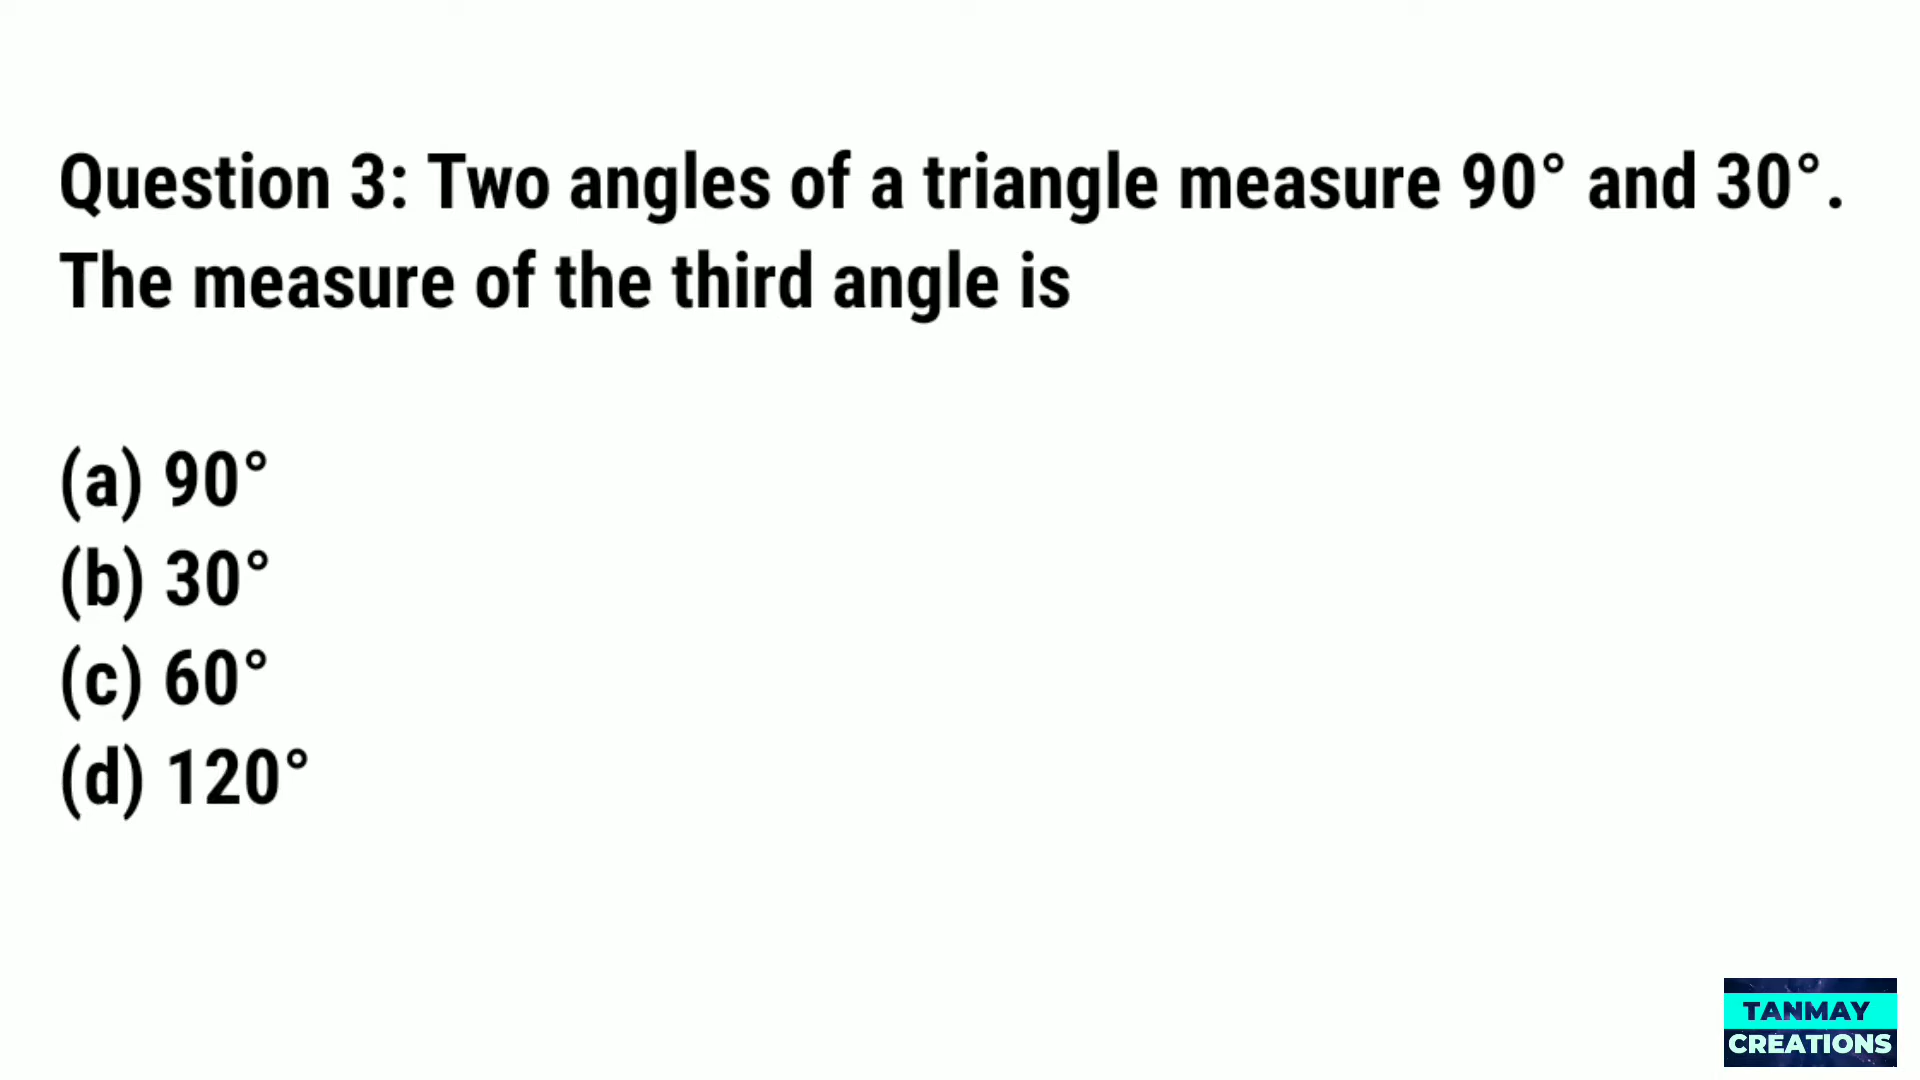 Question 3: Two angles of a triangle measure 90° and 30°.
The measure of the third angle is
(a) 90°
(b) 30°
(c) 60°
(d) 120°
TANMAY
CREATIONS